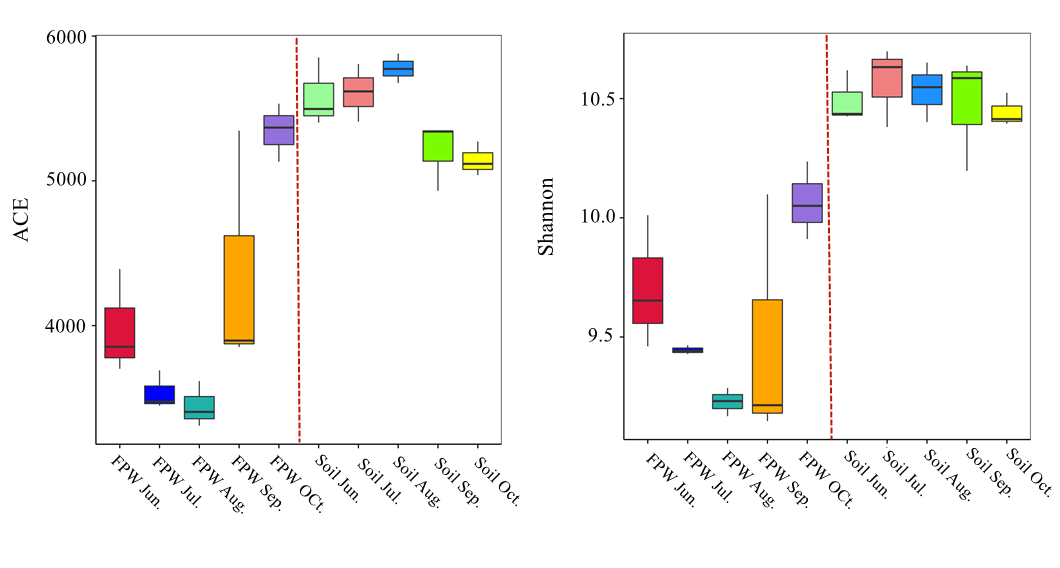 6000
5000
4000
ACE
FPW Jun.
FPW Jul.
FPW Aug.
FPW Sep.
FPW OCt.
Soil Jun.
Soil Jul.
Soil Aug.
Soil Sep.
Soil Oct.
10.5
10.0
9.5
Shannon
FPW Jun.
FPW Jul.
FPW Aug.
FPW Sep.
FPW OCt.
Soil Jun.
Soil Jul.
Soil Aug.
Soil Sep.
Soil Oct.